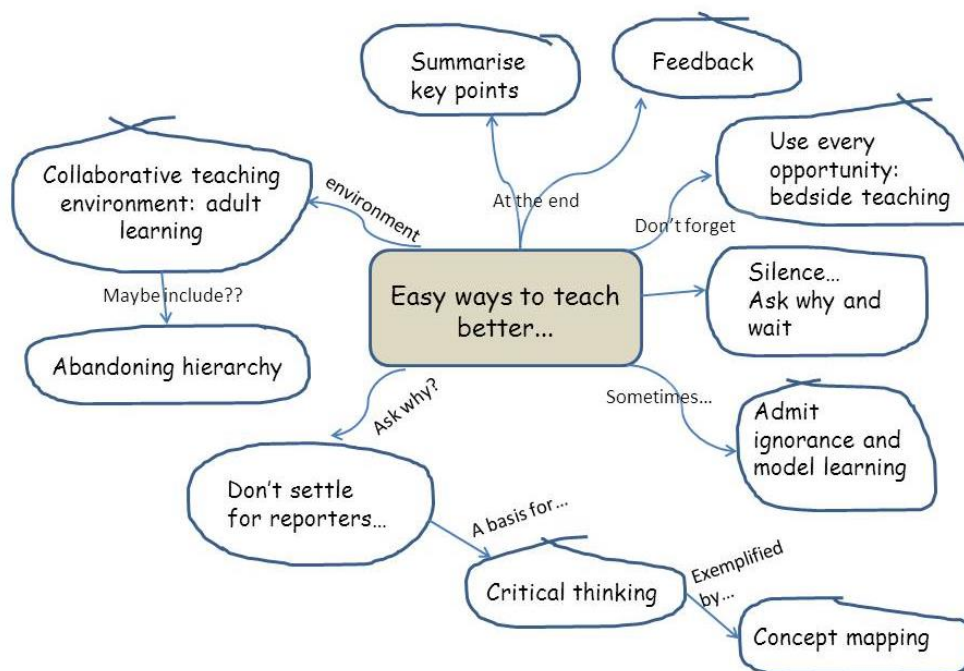 Summarise
key points
Feedback
Use every
opportunity:
bedside teaching
Collaborative teaching
environment: adult
learning
environment
At the end
Don't forget
Silence...
Ask why and
wait
Easy ways to teach
better...
Maybe include??
Abandoning hierarchy
Ask why?
Sometimes...
Admit
ignorance and
model learning
Don't settle
for reporters...
A basis for...
Critical thinking
Exemplified
by...
Concept mapping